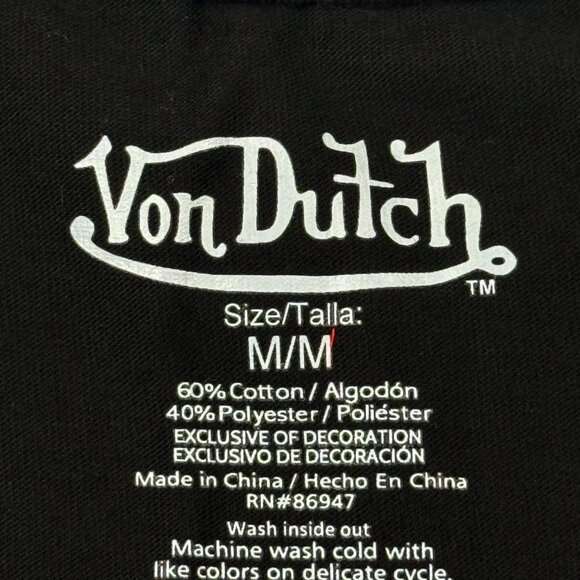 Von Dutch
TM
Size/Talla:
M/M
60% Cotton / Algodón
40% Polyester / Poliéster
EXCLUSIVE OF DECORATION
EXCLUSIVO DE DECORACIÓN
Made in China / Hecho En China
RN#86947
Wash inside out
Machine wash cold with
like colors on delicate cycle.